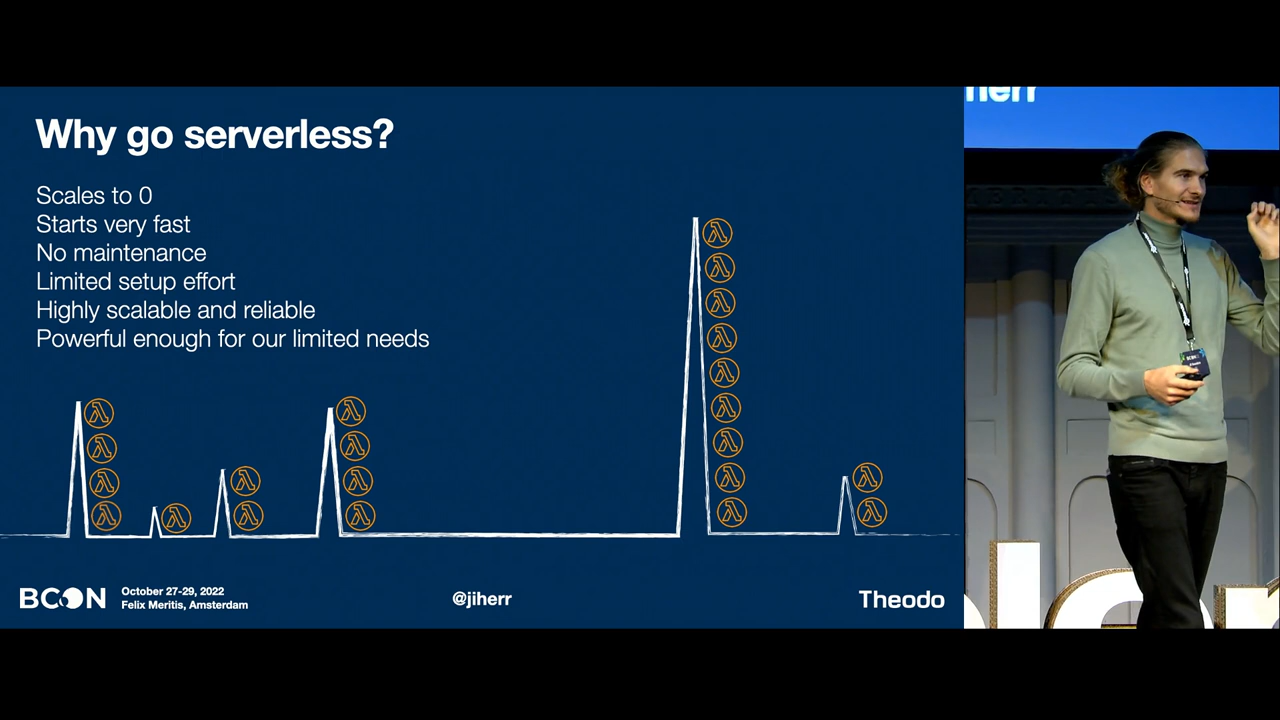 Why go serverless?
Scales to 0
Starts very fast
No maintenance
Limited setup effort
Highly scalable and reliable
Powerful enough for our limited needs
BCON
October 27-29, 2022
Felix Meritis, Amsterdam
@jiherr
Theodo